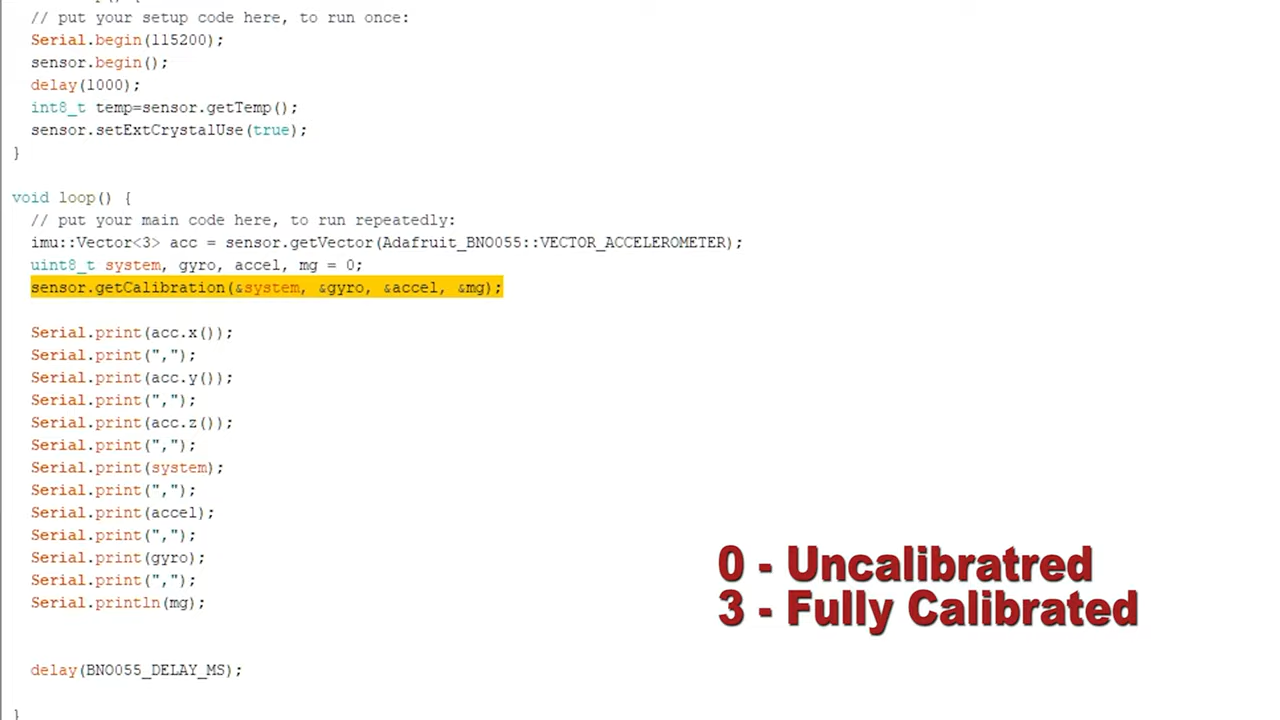 // put your setup code here, to run once:
Serial.begin(115200);
sensor.begin();
delay(1000);
int8_t temp=sensor.getTemp();
sensor.setExtCrystalUse(true);
}
void loop() {
// put your main code here, to run repeatedly:
imu::Vector<3> acc = sensor.getVector(Adafruit_BNO055::VECTOR_ACCELEROMETER);
uint8_t system, gyro, accel, mg = 0;
sensor.getCalibration(&system, &gyro, &accel, &mg);
Serial.print(acc.x());
Serial.print(",");
Serial.print(acc.y());
Serial.print(",");
Serial.print(acc.z());
Serial.print(",");
Serial.print(system);
Serial.print(",");
Serial.print(accel);
Serial.print(",");
Serial.print(gyro);
Serial.print(",");
Serial.println(mg);
0 - Uncalibratred
3 - Fully Calibrated
delay(BNO055_DELAY_MS);
}